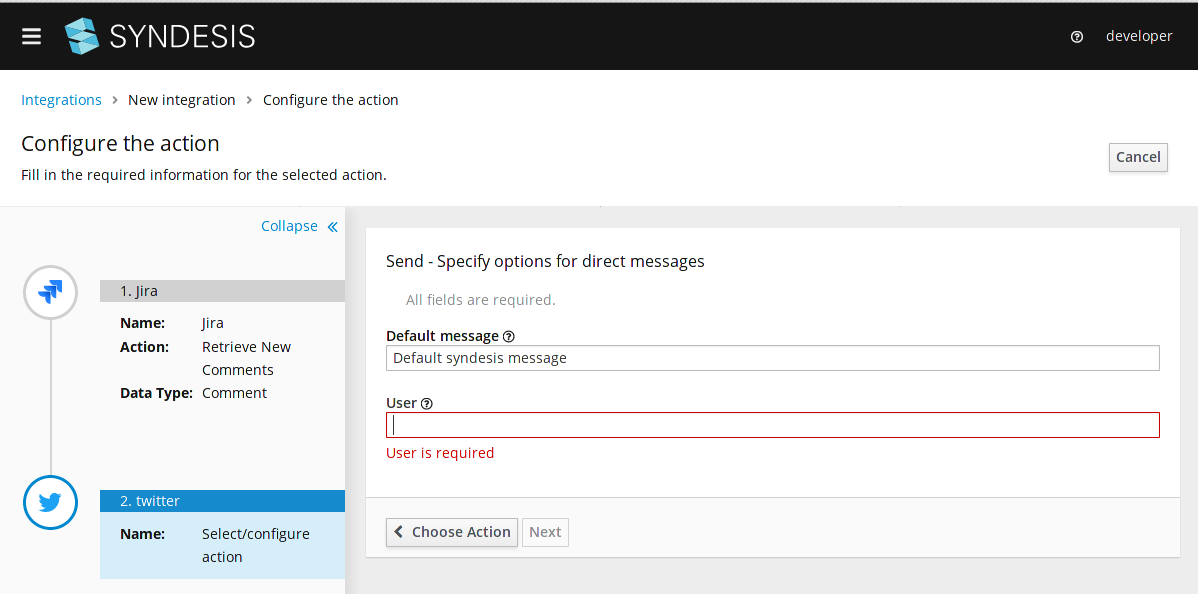 SYNDESIS
developer
Integrations > New integration > Configure the action
Configure the action
Fill in the required information for the selected action.
Cancel
Collapse
1. Jira
Name: Jira
Action: Retrieve New
Comments
Data Type: Comment
2. twitter
Name: Select/configure
action
Send - Specify options for direct messages
All fields are required.
Default message
Default syndesis message
User
User is required
Choose Action
Next